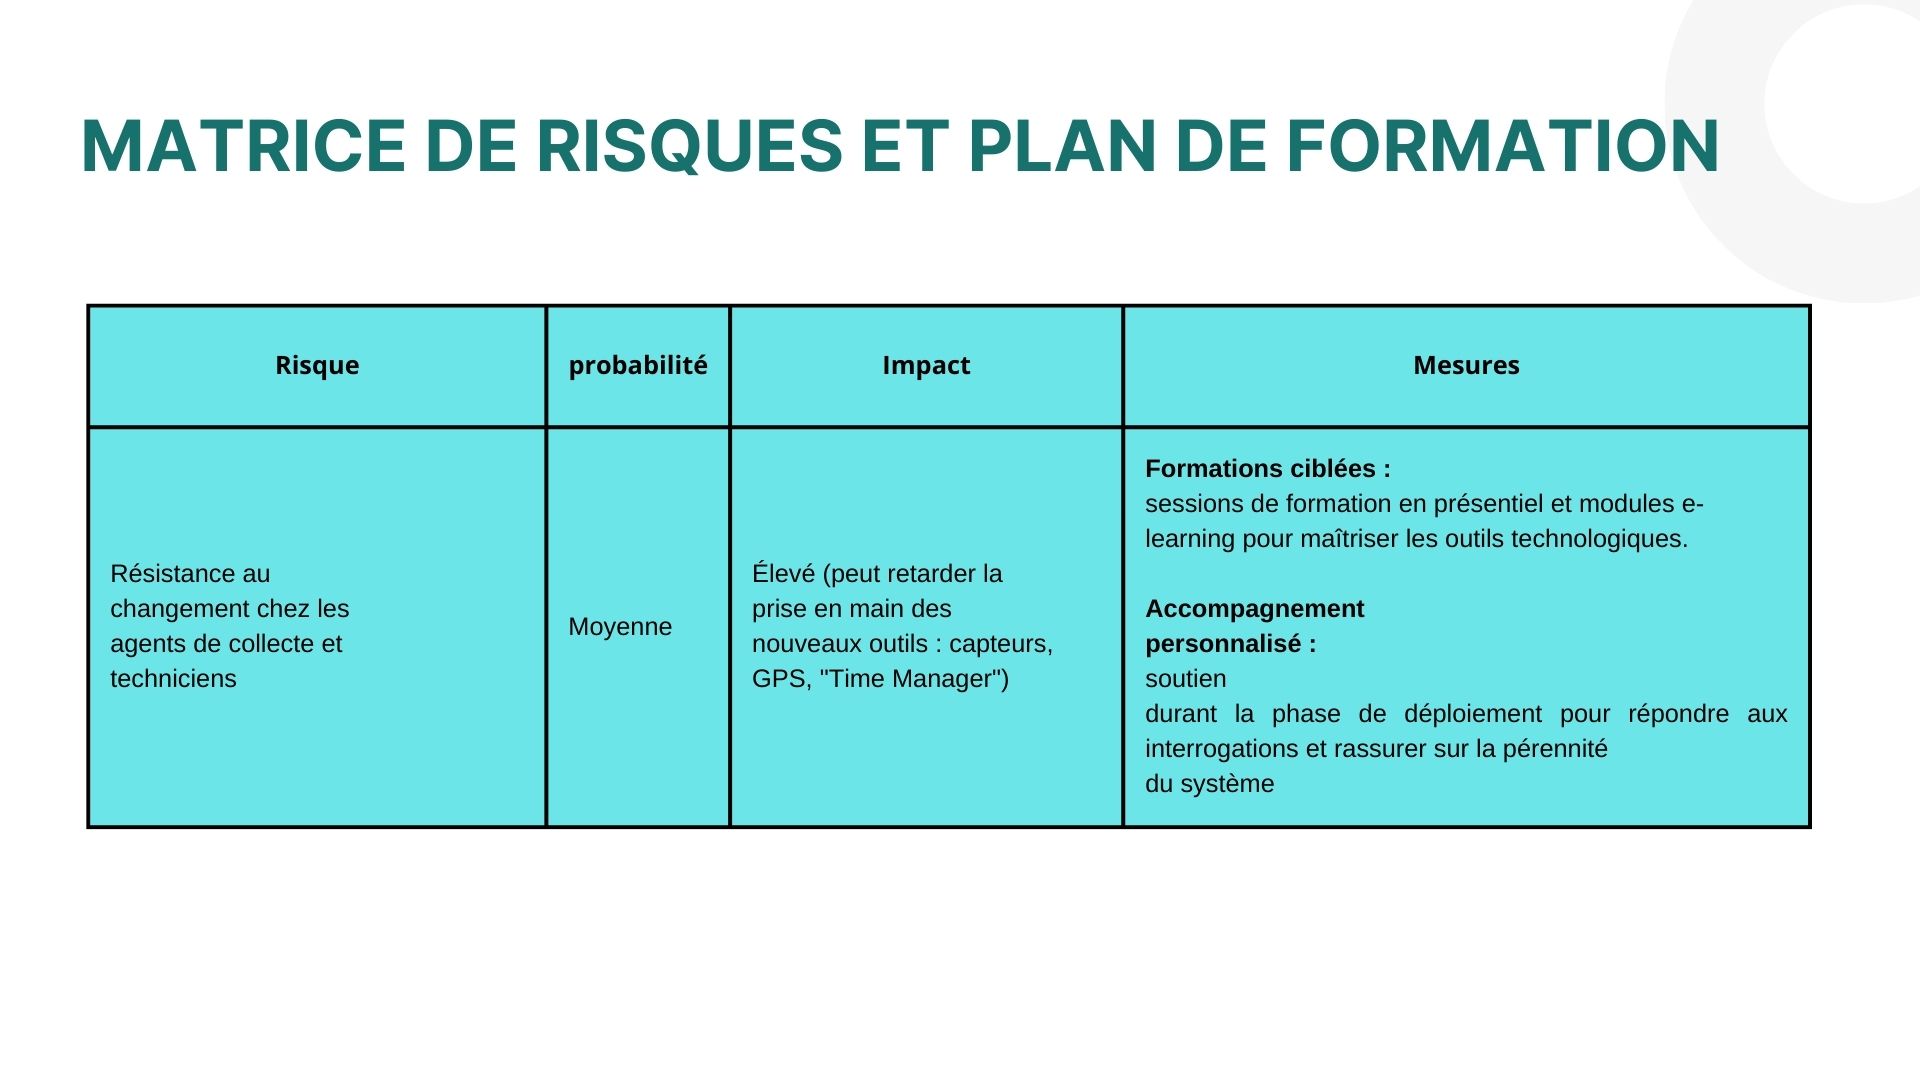 MATRICE DE RISQUES ET PLAN DE FORMATION
Risque
probabilité
Impact
Mesures
Résistance au
changement chez les
agents de collecte et
techniciens
Moyenne
Élevé (peut retarder la
prise en main des
nouveaux outils : capteurs,
GPS, "Time Manager")
Formations ciblées :
sessions de formation en présentiel et modules e-
learning pour maîtriser les outils technologiques.
Accompagnement
personnalisé :
soutien
durant la phase de déploiement pour répondre aux
interrogations et rassurer sur la pérennité
du système